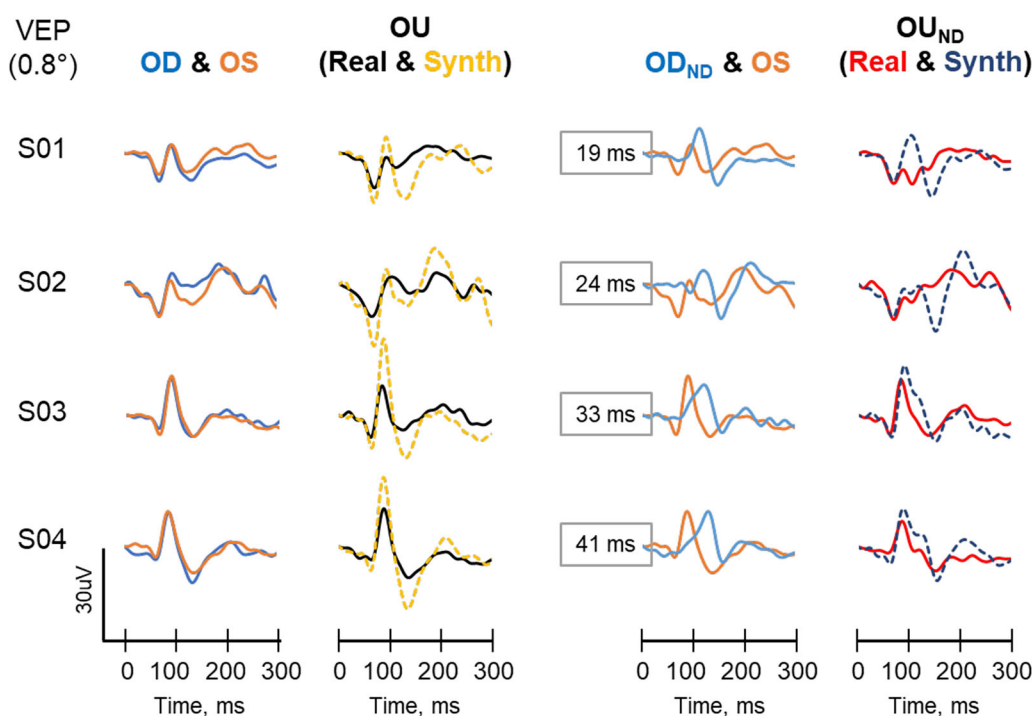 VEP
(0.8°)
OD & OS
OU
(Real & Synth)
OD_ND & OS
OU_ND
(Real & Synth)
S01
19 ms
S02
24 ms
S03
33 ms
S04
41 ms
30uV
0 100 200 300
0 100 200 300
0 100 200 300
0 100 200 300
Time, ms
Time, ms
Time, ms
Time, ms